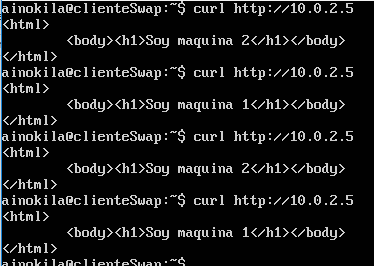 ainokila@clienteSwap:~$ curl http://10.0.2.5
<html>
        <body><h1>Soy maquina 2</h1></body>
</html>
ainokila@clienteSwap:~$ curl http://10.0.2.5
<html>
        <body><h1>Soy maquina 1</h1></body>
</html>
ainokila@clienteSwap:~$ curl http://10.0.2.5
<html>
        <body><h1>Soy maquina 2</h1></body>
</html>
ainokila@clienteSwap:~$ curl http://10.0.2.5
<html>
        <body><h1>Soy maquina 1</h1></body>
</html>
ainokila@clienteSwap:~$